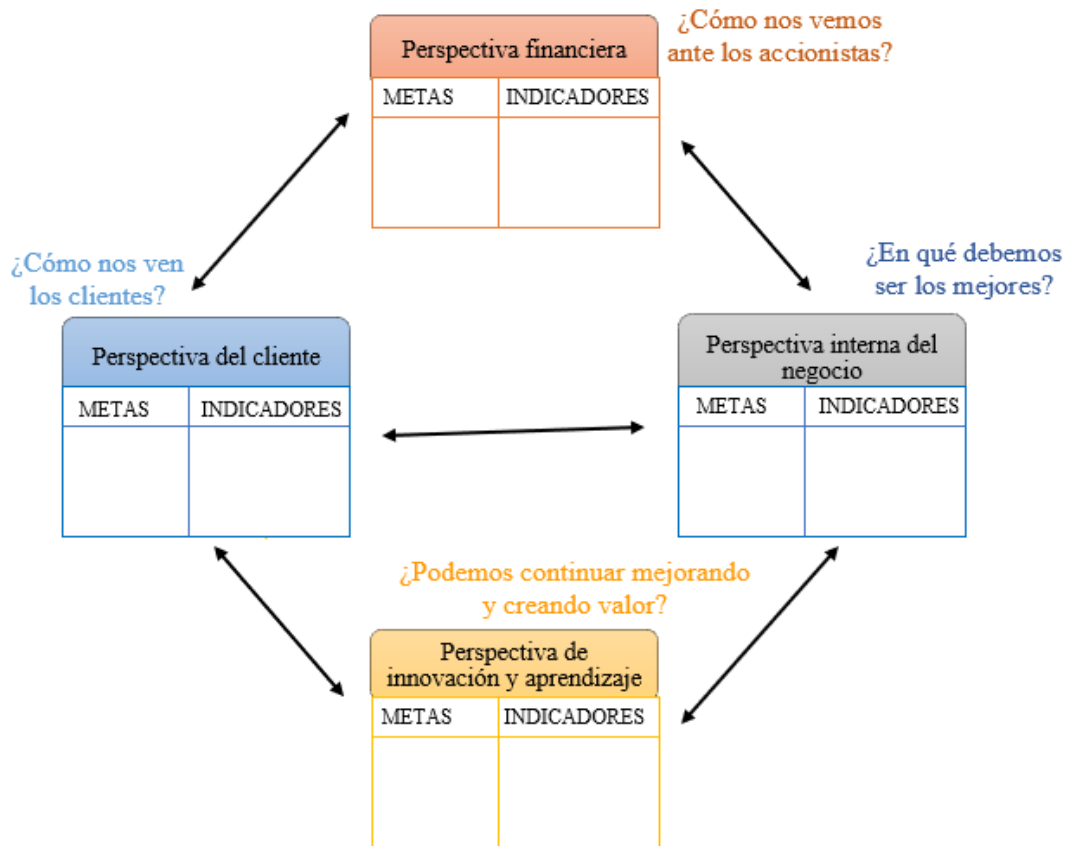 ¿Cómo nos vemos
ante los accionistas?
Perspectiva financiera
METAS INDICADORES
¿Cómo nos ven
los clientes?
Perspectiva del cliente
METAS INDICADORES
¿En qué debemos
ser los mejores?
Perspectiva interna del
negocio
METAS INDICADORES
¿Podemos continuar mejorando
y creando valor?
Perspectiva de
innovación y aprendizaje
METAS INDICADORES